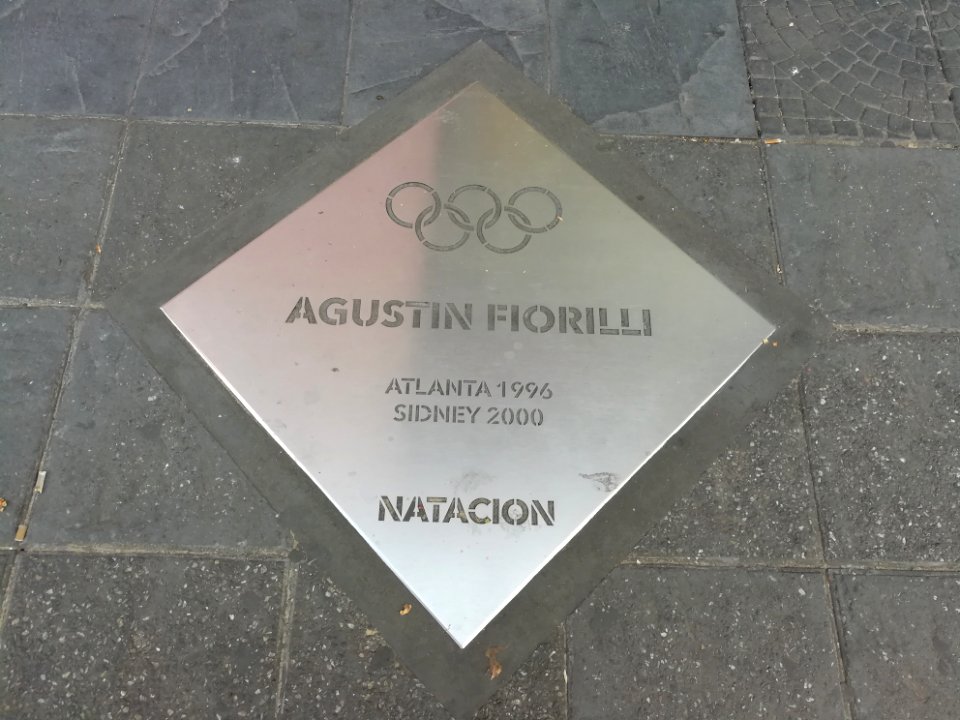 AGUSTIN FIORILLI
ATLANTA 1996
SIDNEY 2000
NATACION